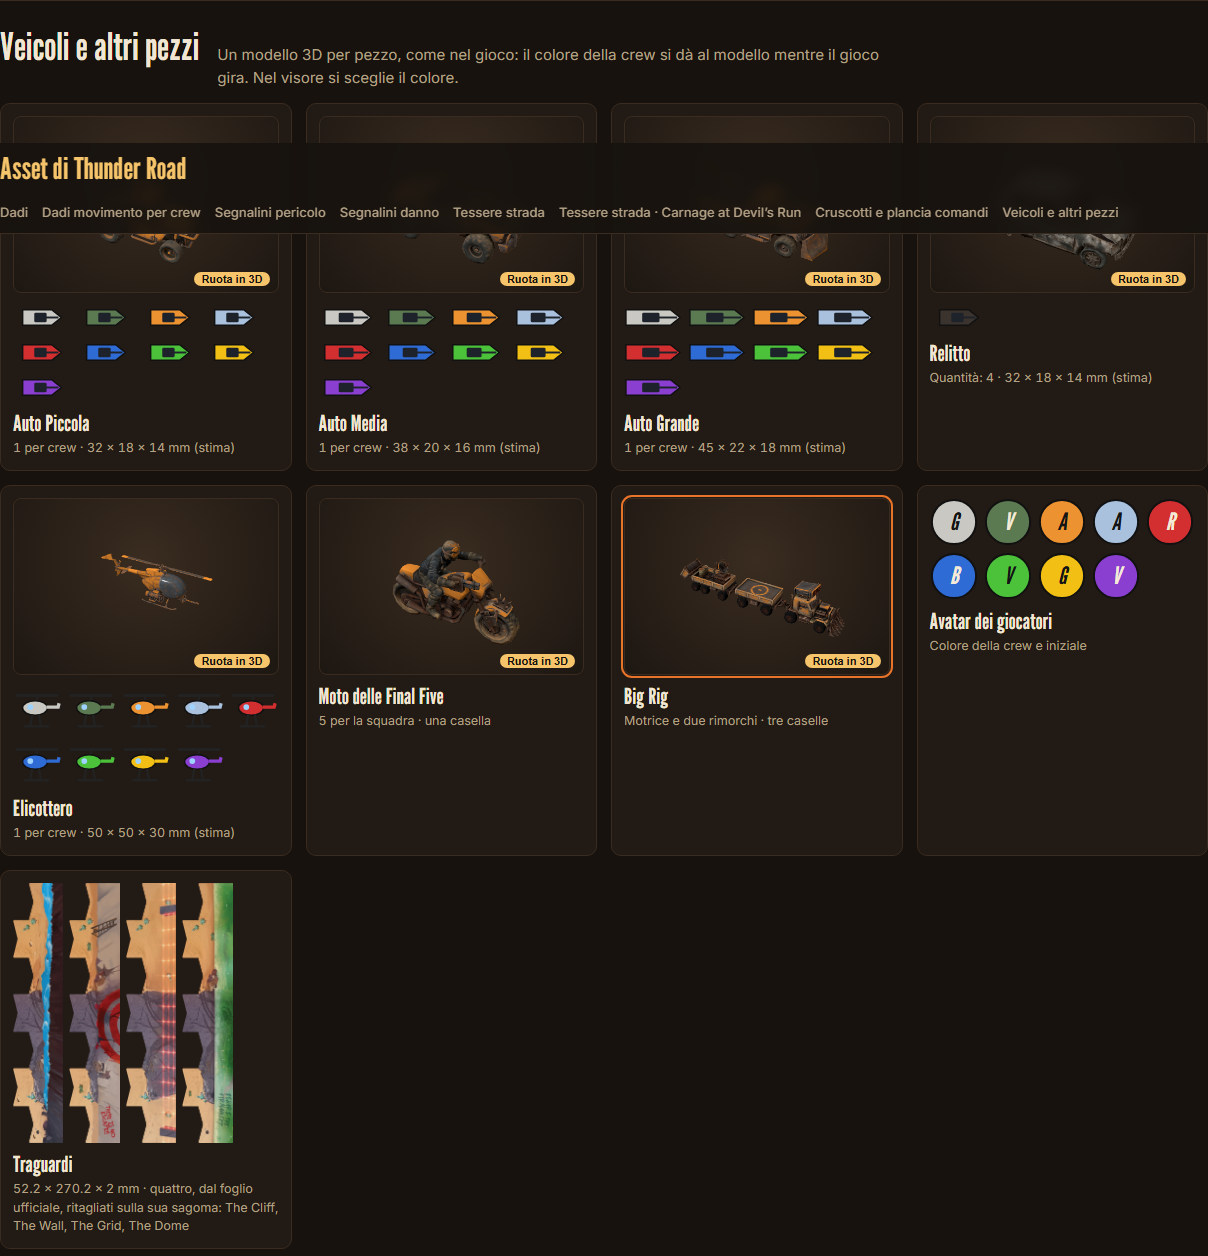 Veicoli e altri pezzi
Un modello 3D per pezzo, come nel gioco: il colore della crew si dà al modello mentre il gioco
gira. Nel visore si sceglie il colore.
Asset di Thunder Road
Dadi Dadi movimento per crew Segnalini pericolo Segnalini danno Tessere strada Tessere strada · Carnage at Devil’s Run Cruscotti e plancia comandi Veicoli e altri pezzi
Ruota in 3D Ruota in 3D Ruota in 3D Ruota in 3D
Auto Piccola
1 per crew · 32 × 18 × 14 mm (stima)
Auto Media
1 per crew · 38 × 20 × 16 mm (stima)
Auto Grande
1 per crew · 45 × 22 × 18 mm (stima)
Relitto
Quantità: 4 · 32 × 18 × 14 mm (stima)
Ruota in 3D
Elicottero
1 per crew · 50 × 50 × 30 mm (stima)
Ruota in 3D
Moto delle Final Five
5 per la squadra · una casella
Ruota in 3D
Big Rig
Motrice e due rimorchi · tre caselle
G V A A R
B V G V
Avatar dei giocatori
Colore della crew e iniziale
Traguardi
52.2 × 270.2 × 2 mm · quattro, dal foglio
ufficiale, ritagliati sulla sua sagoma: The Cliff,
The Wall, The Grid, The Dome